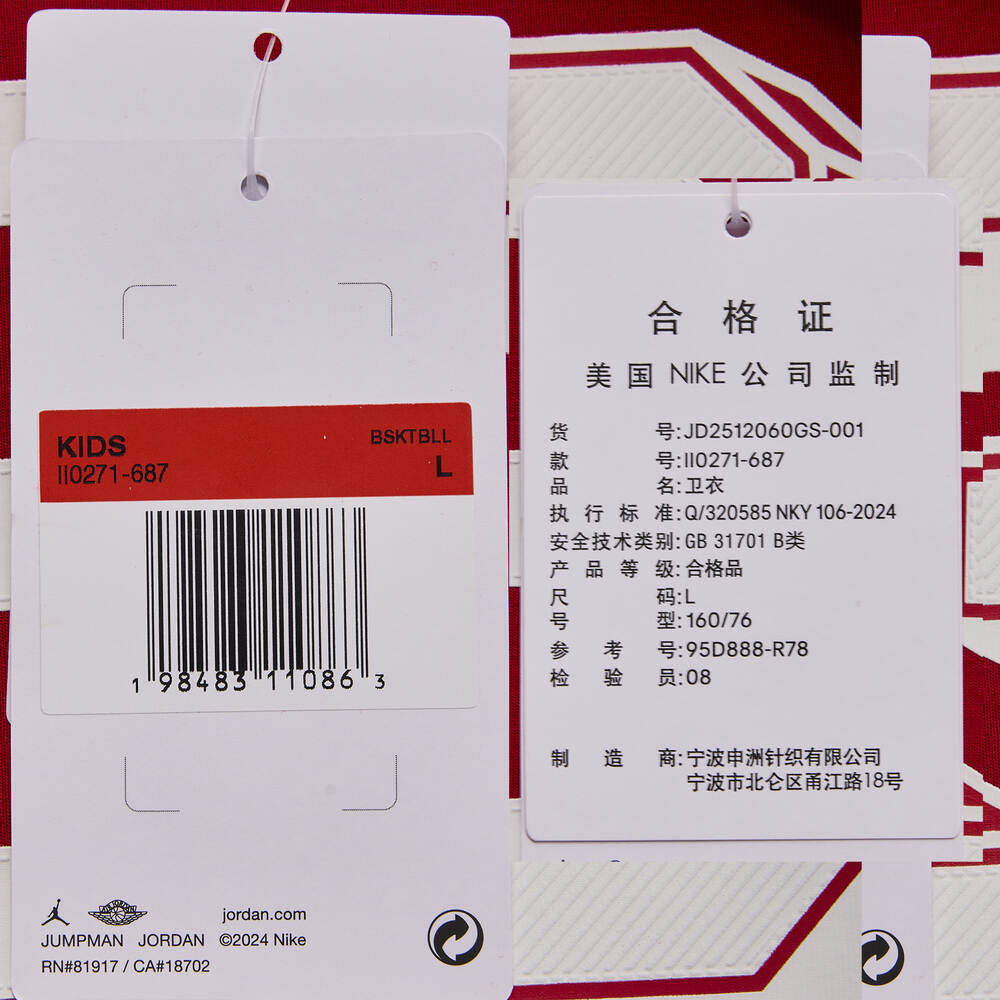 KIDS
BSKTBLL
II0271-687
L
1 98483 11086 3
jordan.com
JUMPMAN JORDAN ©2024 Nike
RN#81917 / CA#18702
合格证
美国 NIKE 公司监制
货号:JD2512060GS-001
款号:II0271-687
品名:卫衣
执行标准:Q/320585 NKY 106-2024
安全技术类别:GB 31701 B类
产品等级:合格品
尺码:L
号型:160/76
参考号:95D888-R78
检验员:08
制造商:宁波申洲针织有限公司
宁波市北仑区甬江路18号